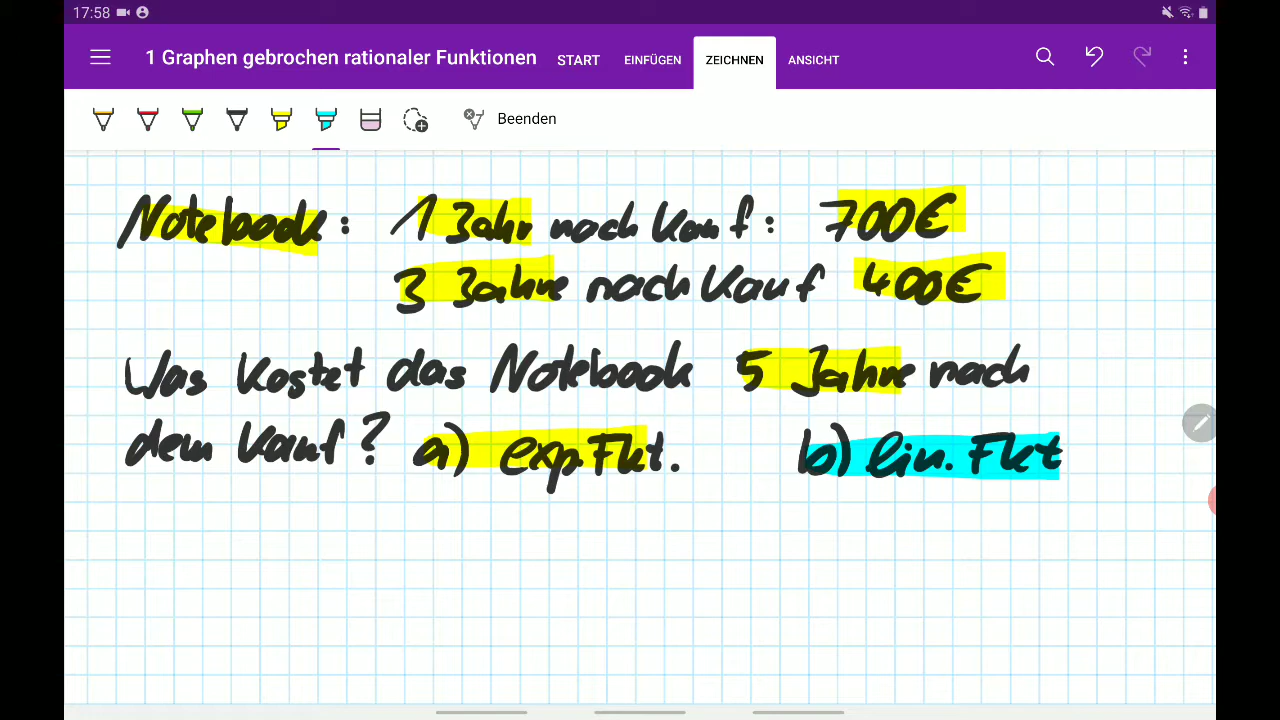 17:58
1 Graphen gebrochen rationaler Funktionen START EINFÜGEN ZEICHNEN ANSICHT
Beenden
Notebook: 1 Jahr nach Kauf: 700€
3 Jahre nach Kauf 400€
Was kostet das Notebook 5 Jahre nach
dem Kauf? a) exp. Fkt. b) lin. Fkt